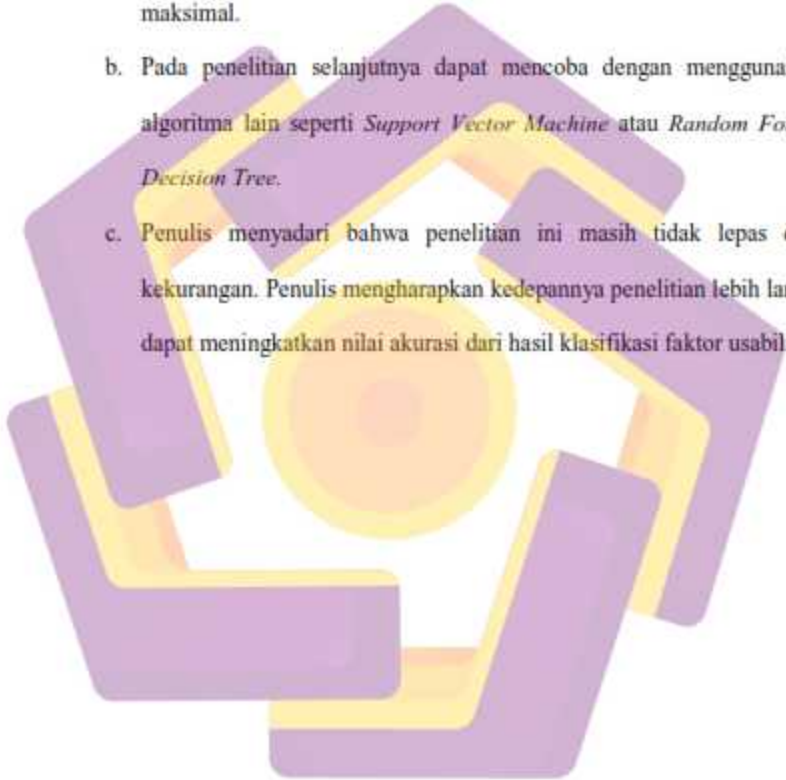 maksimal.
b. Pada penelitian selanjutnya dapat mencoba dengan mengguna
algoritma lain seperti Support Vector Machine atau Random Fo
Decision Tree.
c. Penulis menyadari bahwa penelitian ini masih tidak lepas
kekurangan. Penulis mengharapkan kedepannya penelitian lebih la
dapat meningkatkan nilai akurasi dari hasil klasifikasi faktor usabil